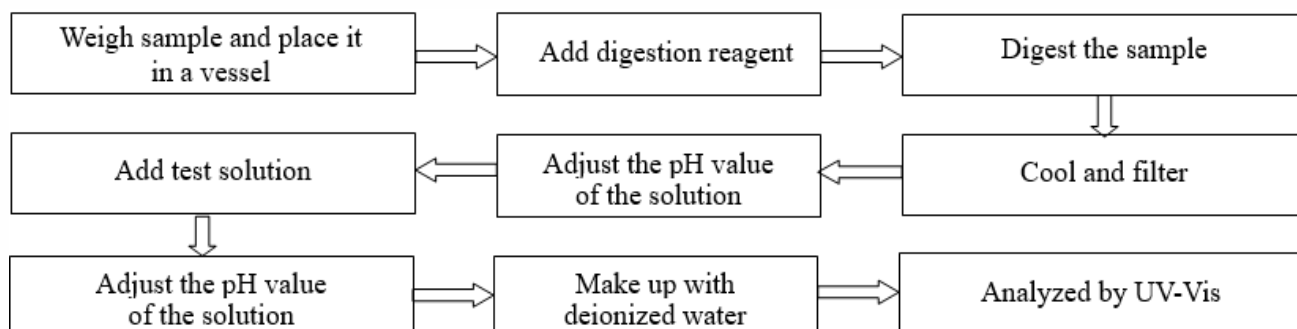 Weigh sample and place it
in a vessel
Add digestion reagent
Digest the sample
Cool and filter
Adjust the pH value
of the solution
Add test solution
Adjust the pH value
of the solution
Make up with
deionized water
Analyzed by UV-Vis